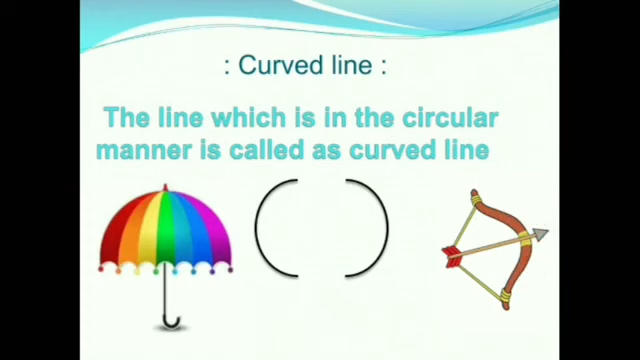 : Curved line :
The line which is in the circular
manner is called as curved line